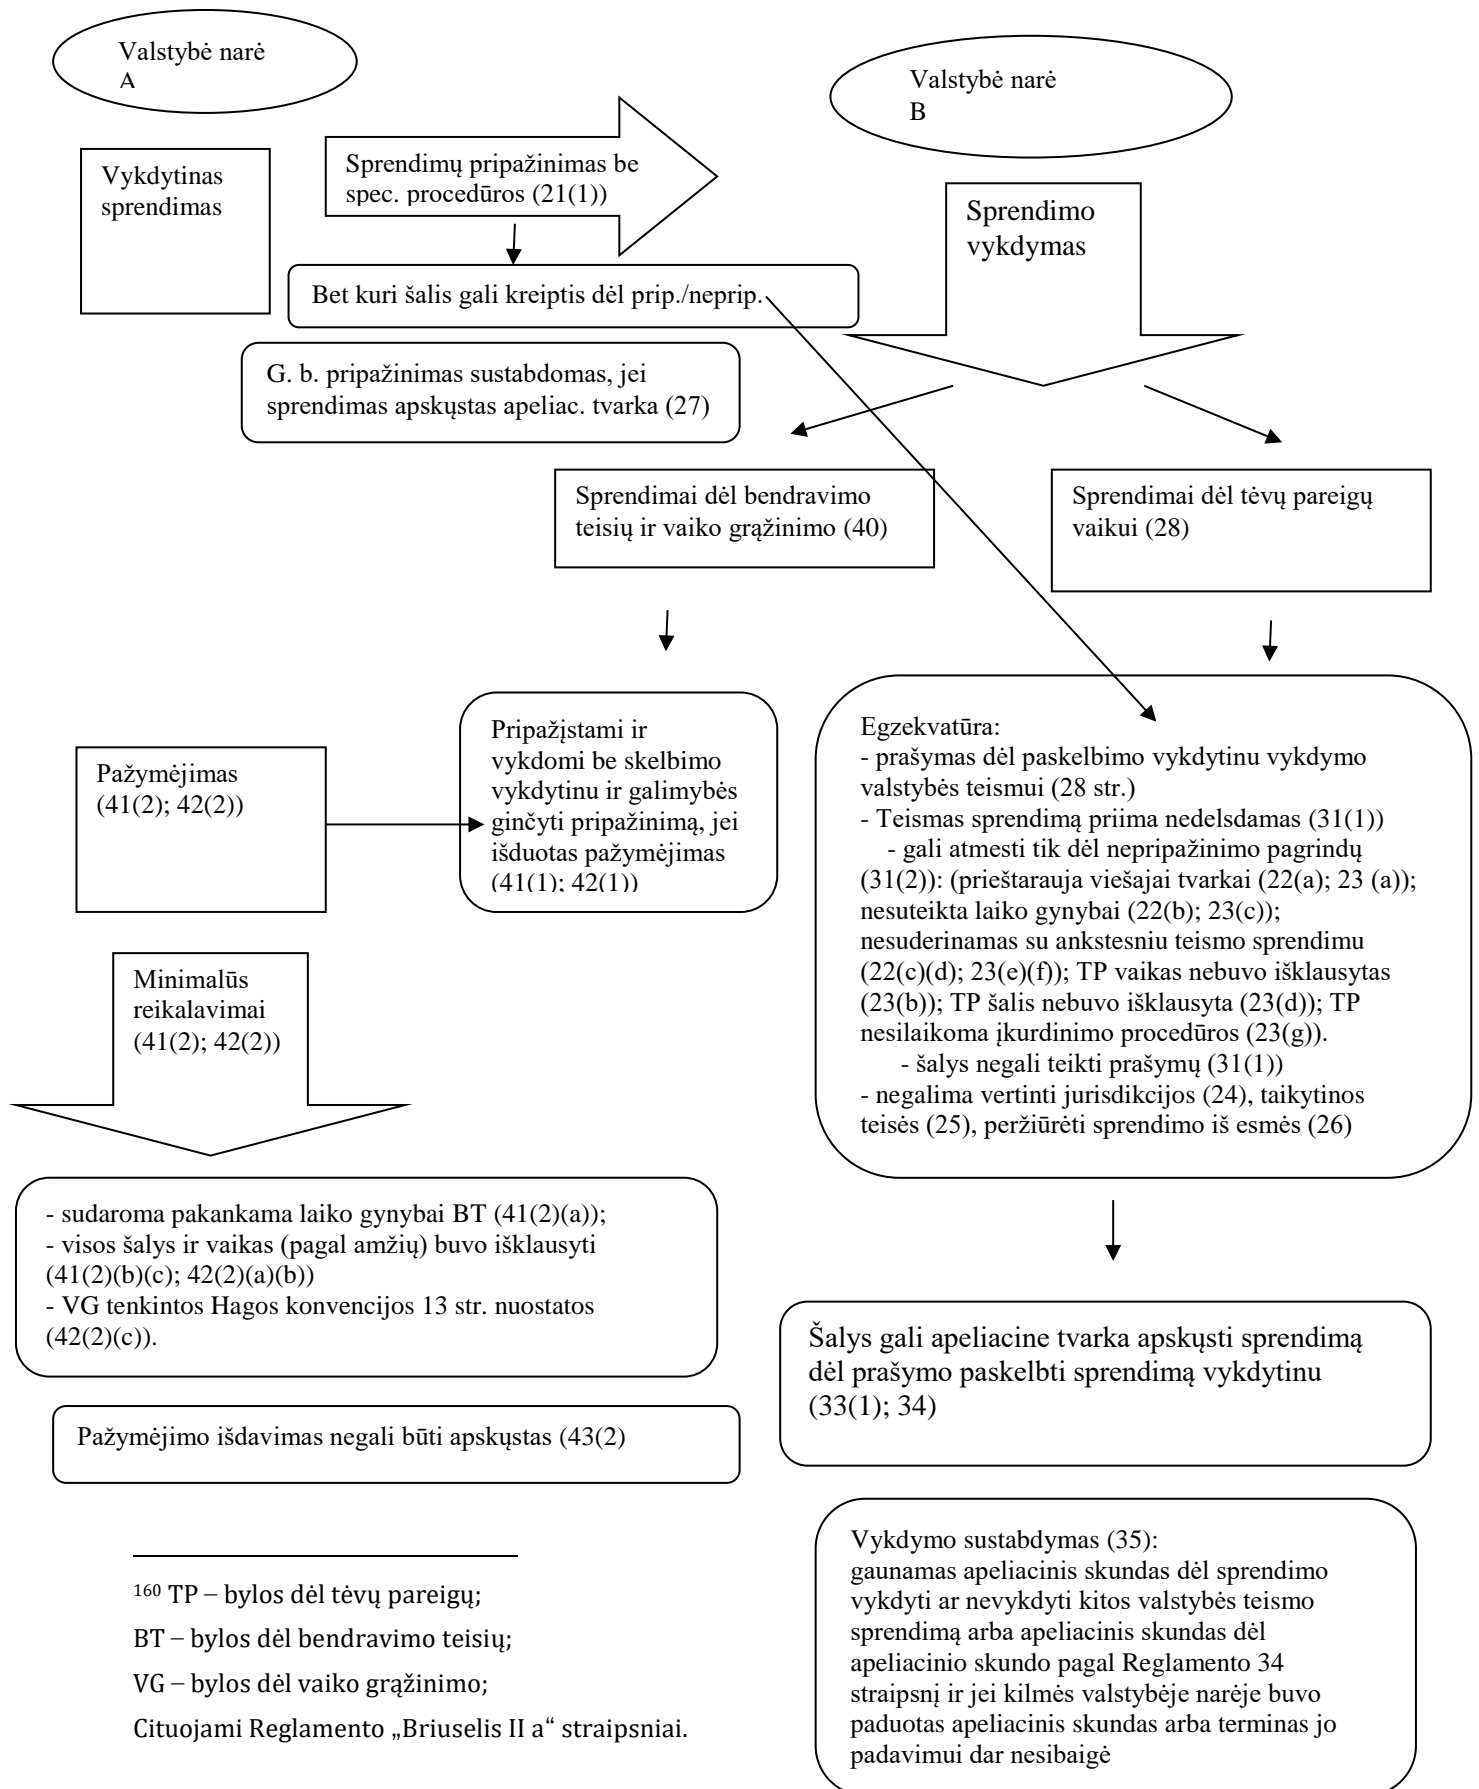 Valstybė narė
A
Valstybė narė
B
Vykdytinas
sprendimas
Sprendimų pripažinimas be
spec. procedūros (21(1))
Sprendimo
vykdymas
Bet kuri šalis gali kreiptis dėl prip./neprip.
G. b. pripažinimas sustabdomas, jei
sprendimas apskųstas apeliac. tvarka (27)
Sprendimai dėl bendravimo
teisių ir vaiko grąžinimo (40)
Sprendimai dėl tėvų pareigų
vaikui (28)
Pažymėjimas
(41(2); 42(2))
Pripažįstami ir
vykdomi be skelbimo
vykdytinu ir galimybės
ginčyti pripažinimą, jei
išduotas pažymėjimas
(41(1); 42(1))
Egzekvatūra:
- prašymas dėl paskelbimo vykdytinu vykdymo
valstybės teismui (28 str.)
- Teismas sprendimą priima nedelsdamas (31(1))
- gali atmesti tik dėl nepripažinimo pagrindų
(31(2)): (prieštarauja viešajai tvarkai (22(a); 23 (a));
nesuteikta laiko gynybai (22(b); 23(c));
nesuderinamas su ankstesniu teismo sprendimu
(22(c)(d); 23(e)(f)); TP vaikas nebuvo išklausytas
(23(b)); TP šalis nebuvo išklausyta (23(d)); TP
nesilaikoma įkurdinimo procedūros (23(g)).
- šalys negali teikti prašymų (31(1))
- negalima vertinti jurisdikcijos (24), taikytinos
teisės (25), peržiūrėti sprendimo iš esmės (26)
Minimalūs
reikalavimai
(41(2); 42(2))
- sudaroma pakankama laiko gynybai BT (41(2)(a));
- visos šalys ir vaikas (pagal amžių) buvo išklausyti
(41(2)(b)(c); 42(2)(a)(b))
- VG tenkintos Hagos konvencijos 13 str. nuostatos
(42(2)(c)).
Šalys gali apeliacine tvarka apskųsti sprendimą
dėl prašymo paskelbti sprendimą vykdytinu
(33(1); 34)
Pažymėjimo išdavimas negali būti apskųstas (43(2)
Vykdymo sustabdymas (35):
gaunamas apeliacinis skundas dėl sprendimo
vykdyti ar nevykdyti kitos valstybės teismo
sprendimą arba apeliacinis skundas dėl
apeliacinio skundo pagal Reglamento 34
straipsnį ir jei kilmės valstybėje narėje buvo
paduotas apeliacinis skundas arba terminas jo
padavimui dar nesibaigė
160 TP – bylos dėl tėvų pareigų;
BT – bylos dėl bendravimo teisių;
VG – bylos dėl vaiko grąžinimo;
Cituojami Reglamento „Briuselis II a“ straipsniai.